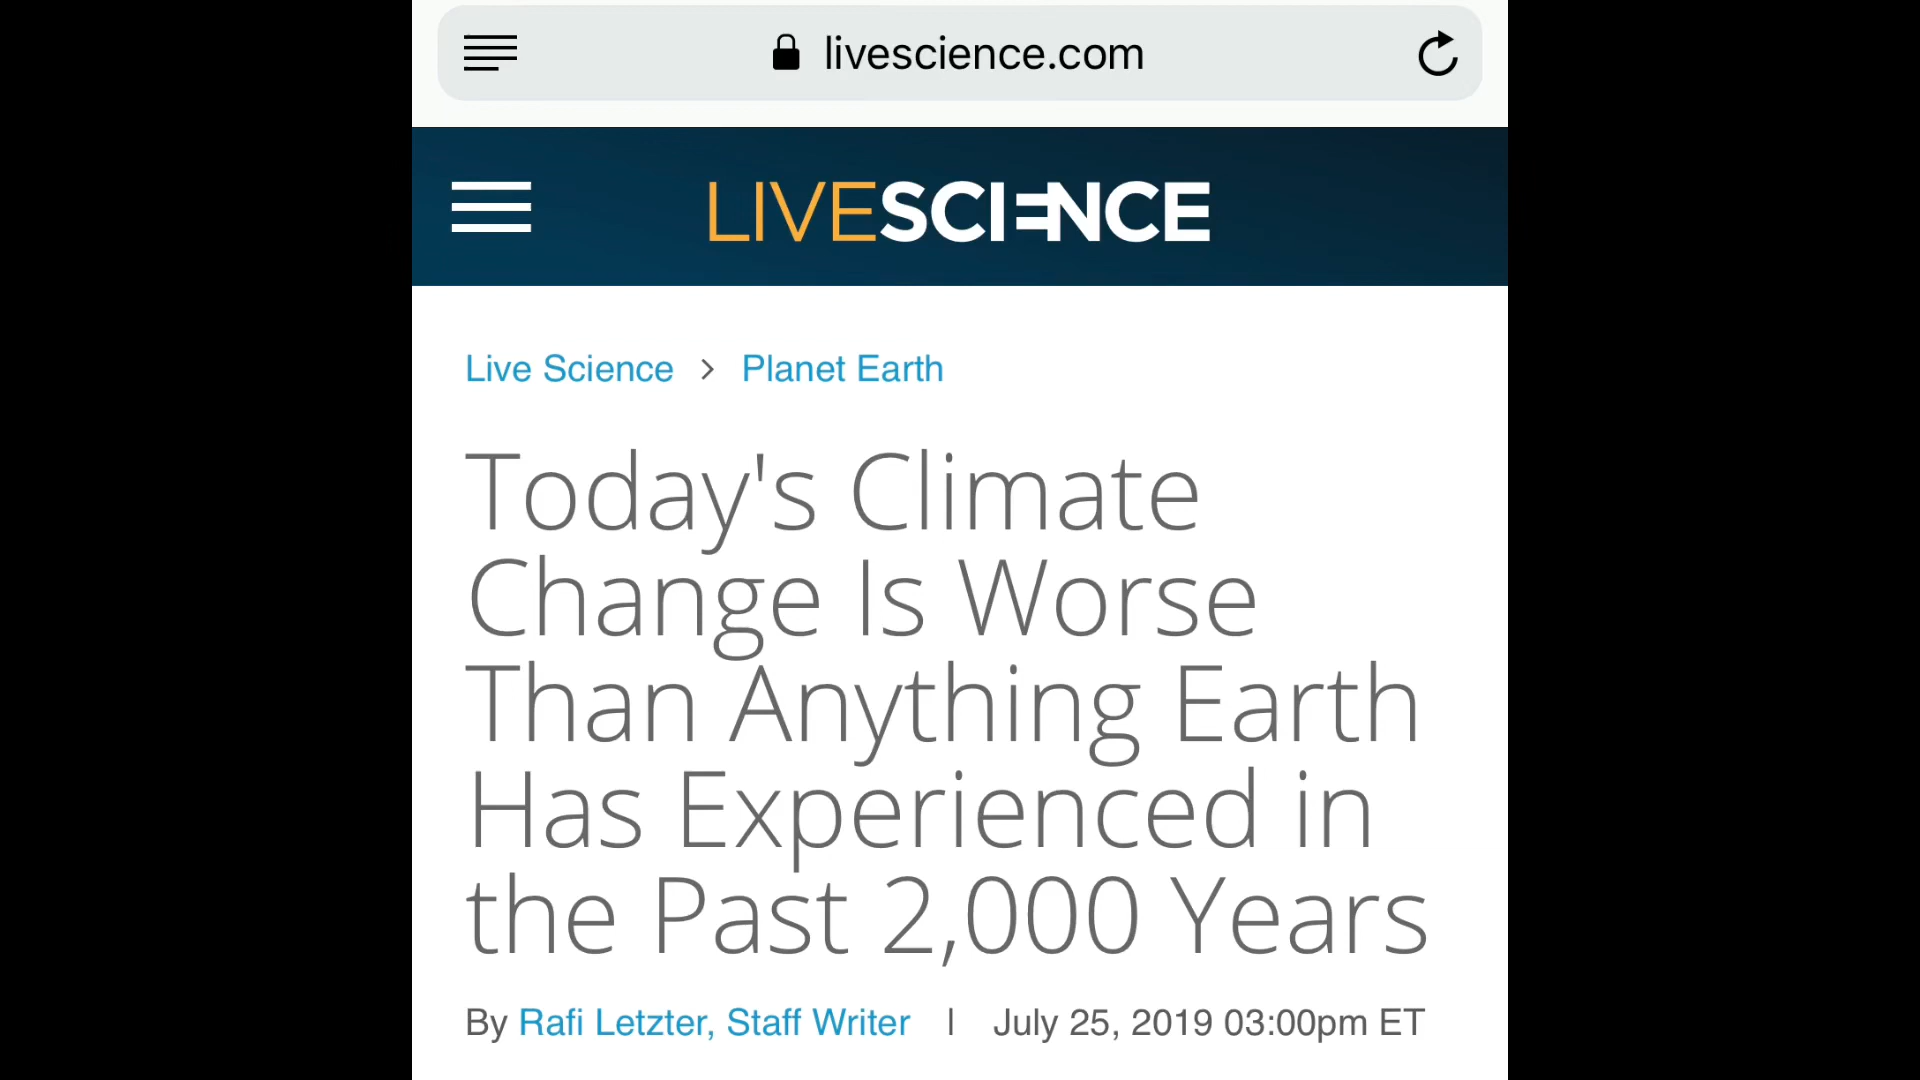 livescience.com
LIVESCIENCE
Live Science > Planet Earth
Today's Climate
Change Is Worse
Than Anything Earth
Has Experienced in
the Past 2,000 Years
By Rafi Letzter, Staff Writer | July 25, 2019 03:00pm ET